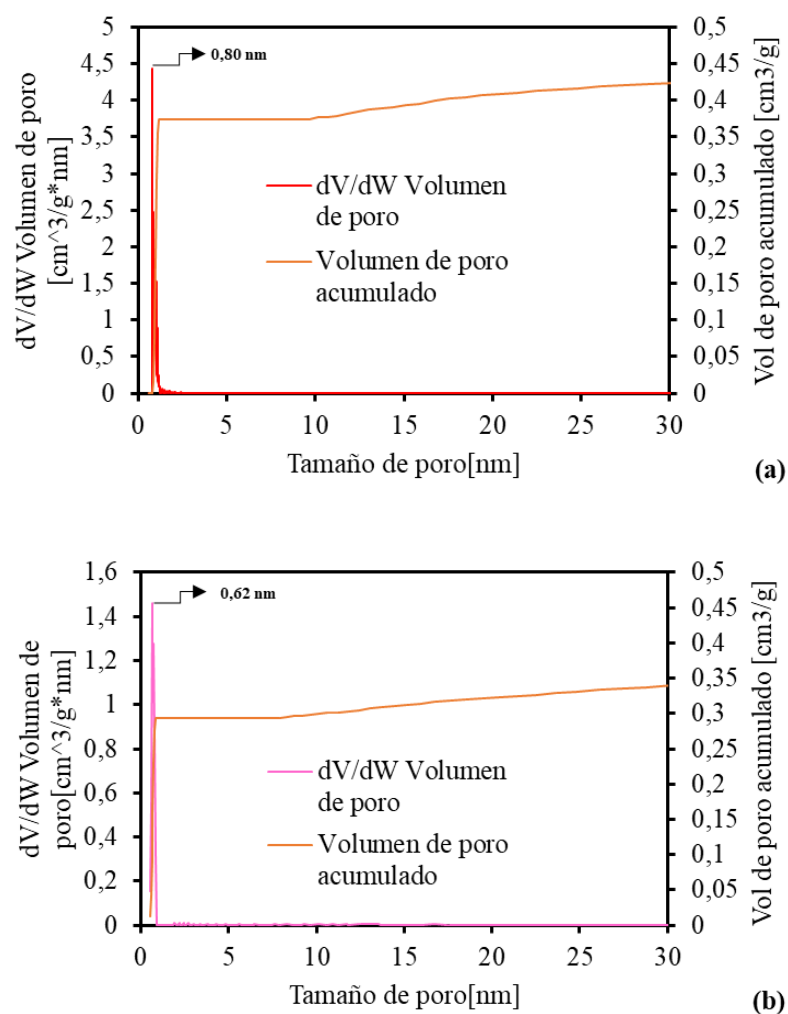 5
4,5
4
3,5
3
2,5
2
1,5
1
0,5
0
dV/dW Volumen de poro
[cm^3/g*nm]
0,80 nm
dV/dW Volumen
de poro
Volumen de poro
acumulado
0,5
0,45
0,4
0,35
0,3
0,25
0,2
0,15
0,1
0,05
0
Vol de poro acumulado [cm3/g]
0 5 10 15 20 25 30
Tamaño de poro[nm]
(a)
1,6
1,4
1,2
1
0,8
0,6
0,4
0,2
0
dV/dW Volumen de
poro[cm^3/g*nm]
0,62 nm
dV/dW Volumen
de poro
Volumen de poro
acumulado
0,5
0,45
0,4
0,35
0,3
0,25
0,2
0,15
0,1
0,05
0
Vol de poro acumulado [cm3/g]
0 5 10 15 20 25 30
Tamaño de poro[nm]
(b)